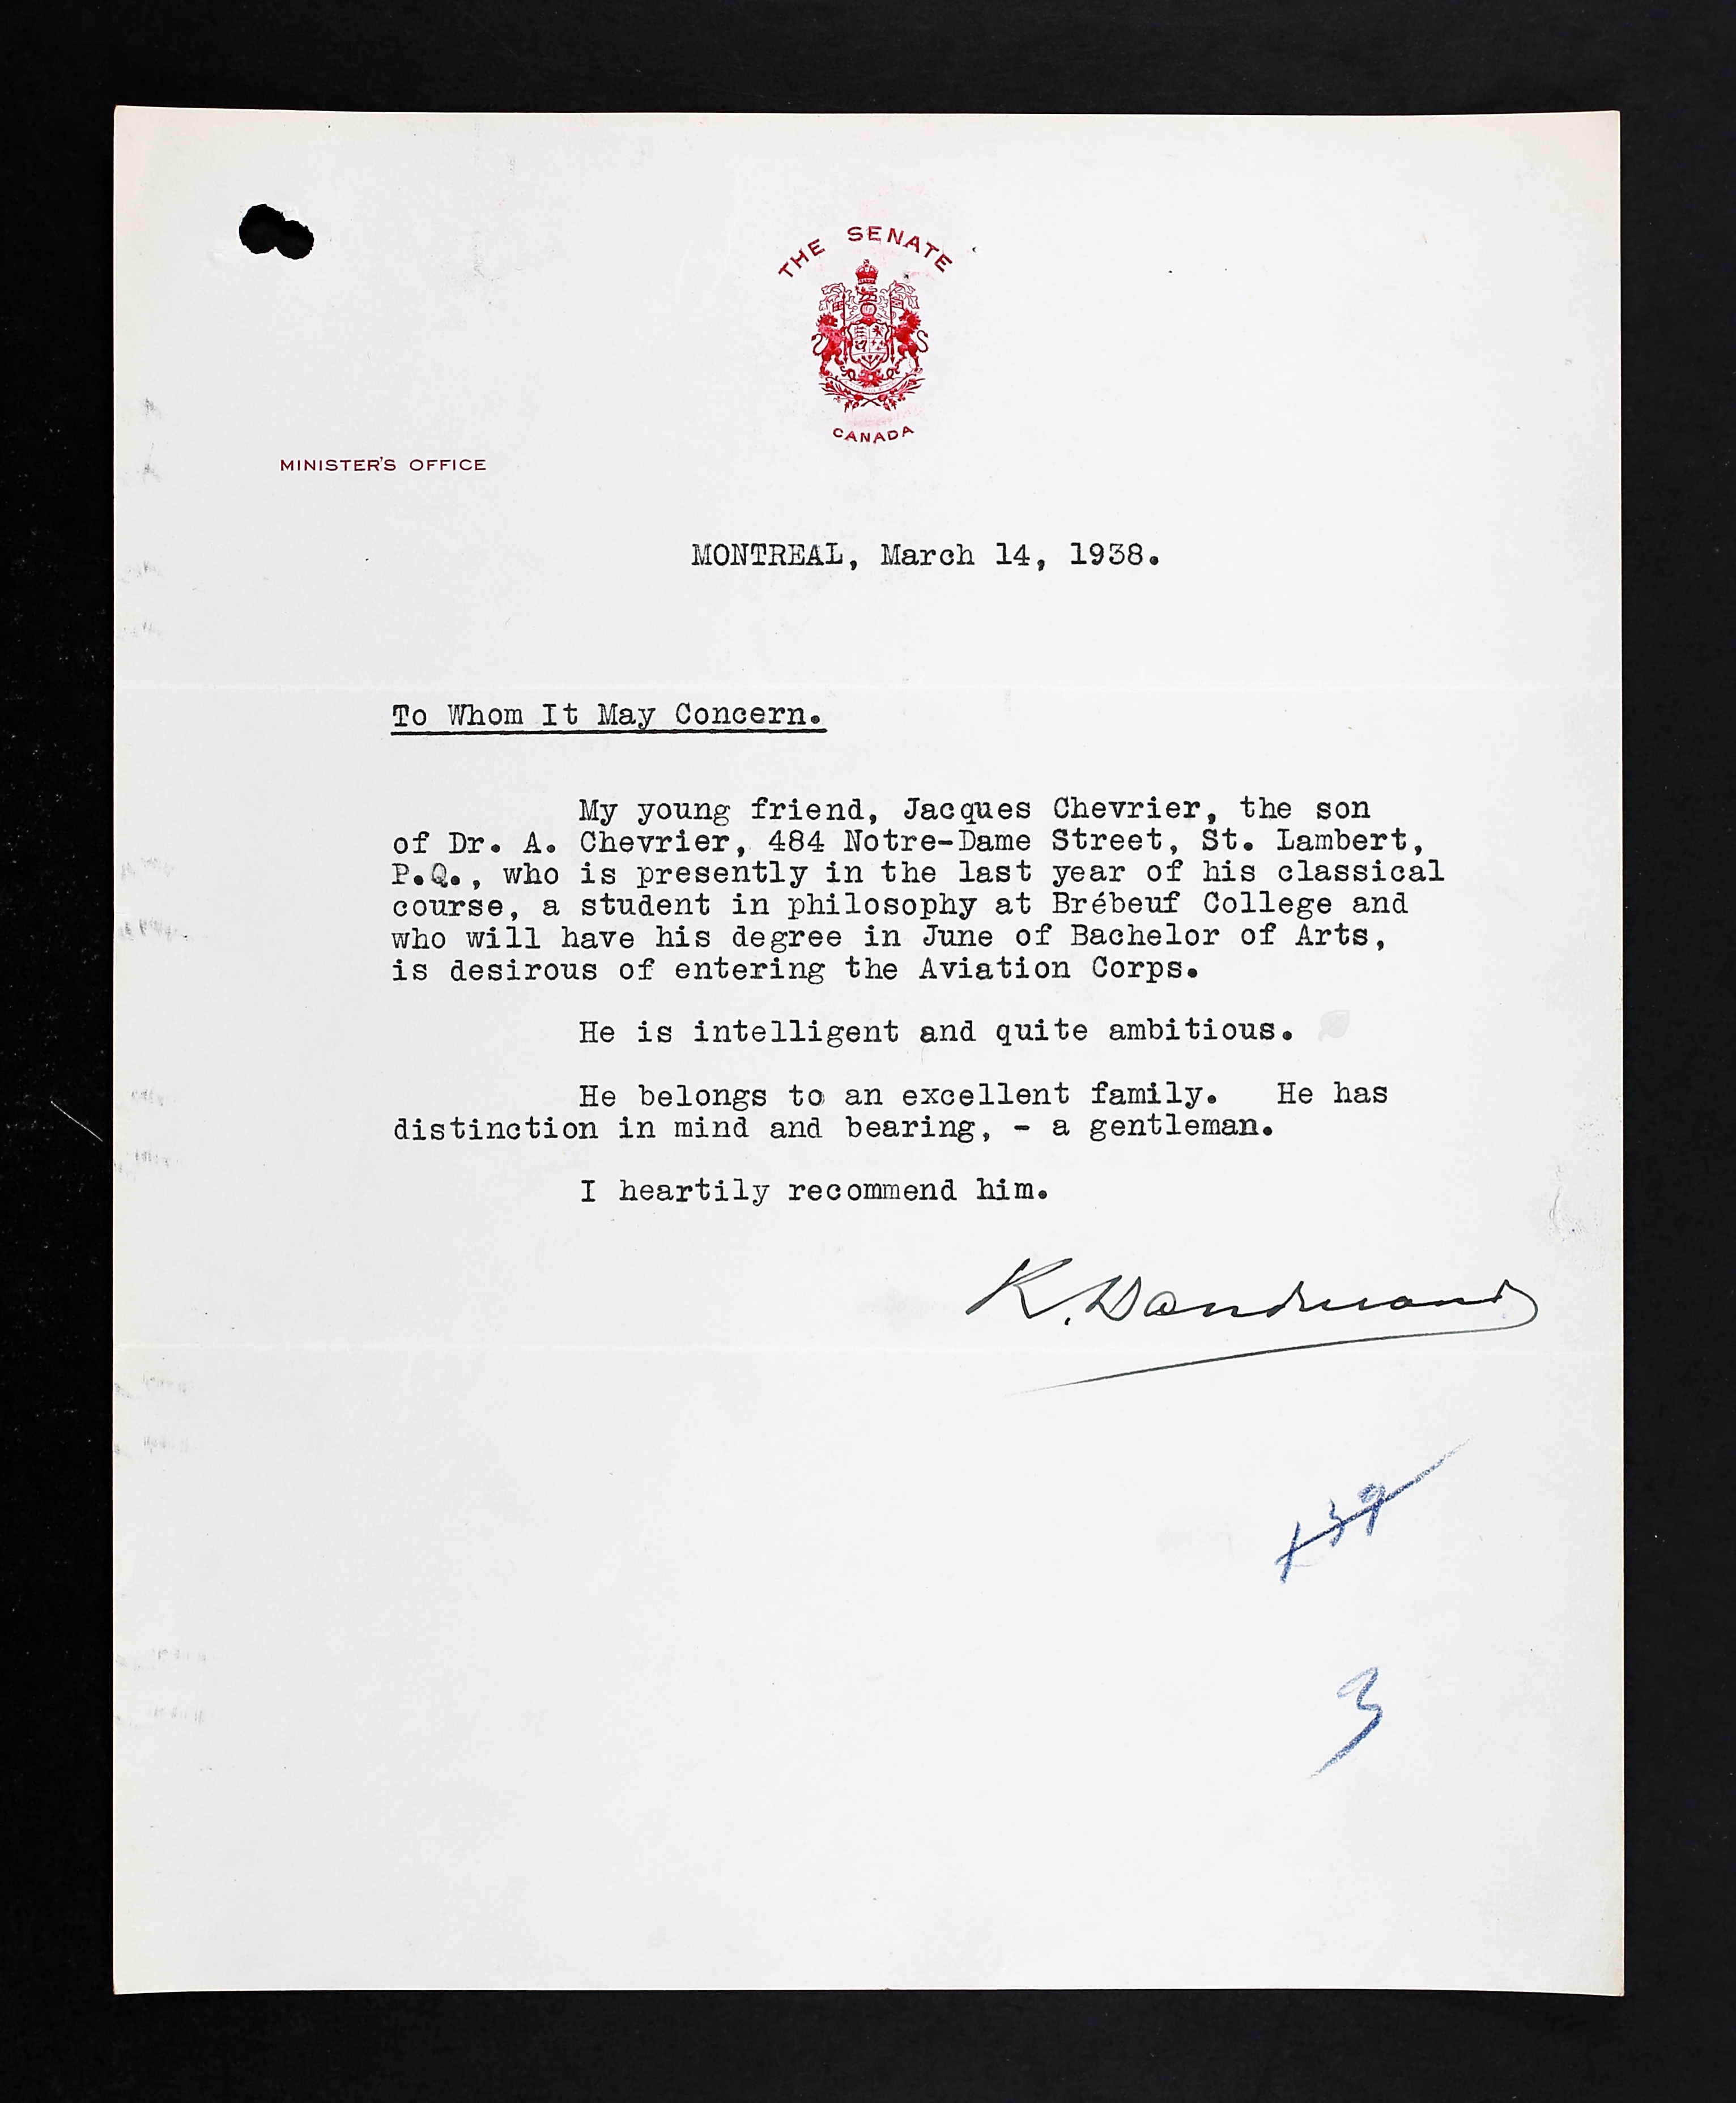 THE SENATE
CANADA
MINISTER'S OFFICE
MONTREAL, March 14, 1938.
To Whom It May Concern.
My young friend, Jacques Chevrier, the son
of Dr. A. Chevrier, 484 Notre-Dame Street, St. Lambert,
P.Q., who is presently in the last year of his classical
course, a student in philosophy at Brébeuf College and
who will have his degree in June of Bachelor of Arts,
is desirous of entering the Aviation Corps.
He is intelligent and quite ambitious.
He belongs to an excellent family. He has
distinction in mind and bearing, - a gentleman.
I heartily recommend him.
R. Dandurand
139
3